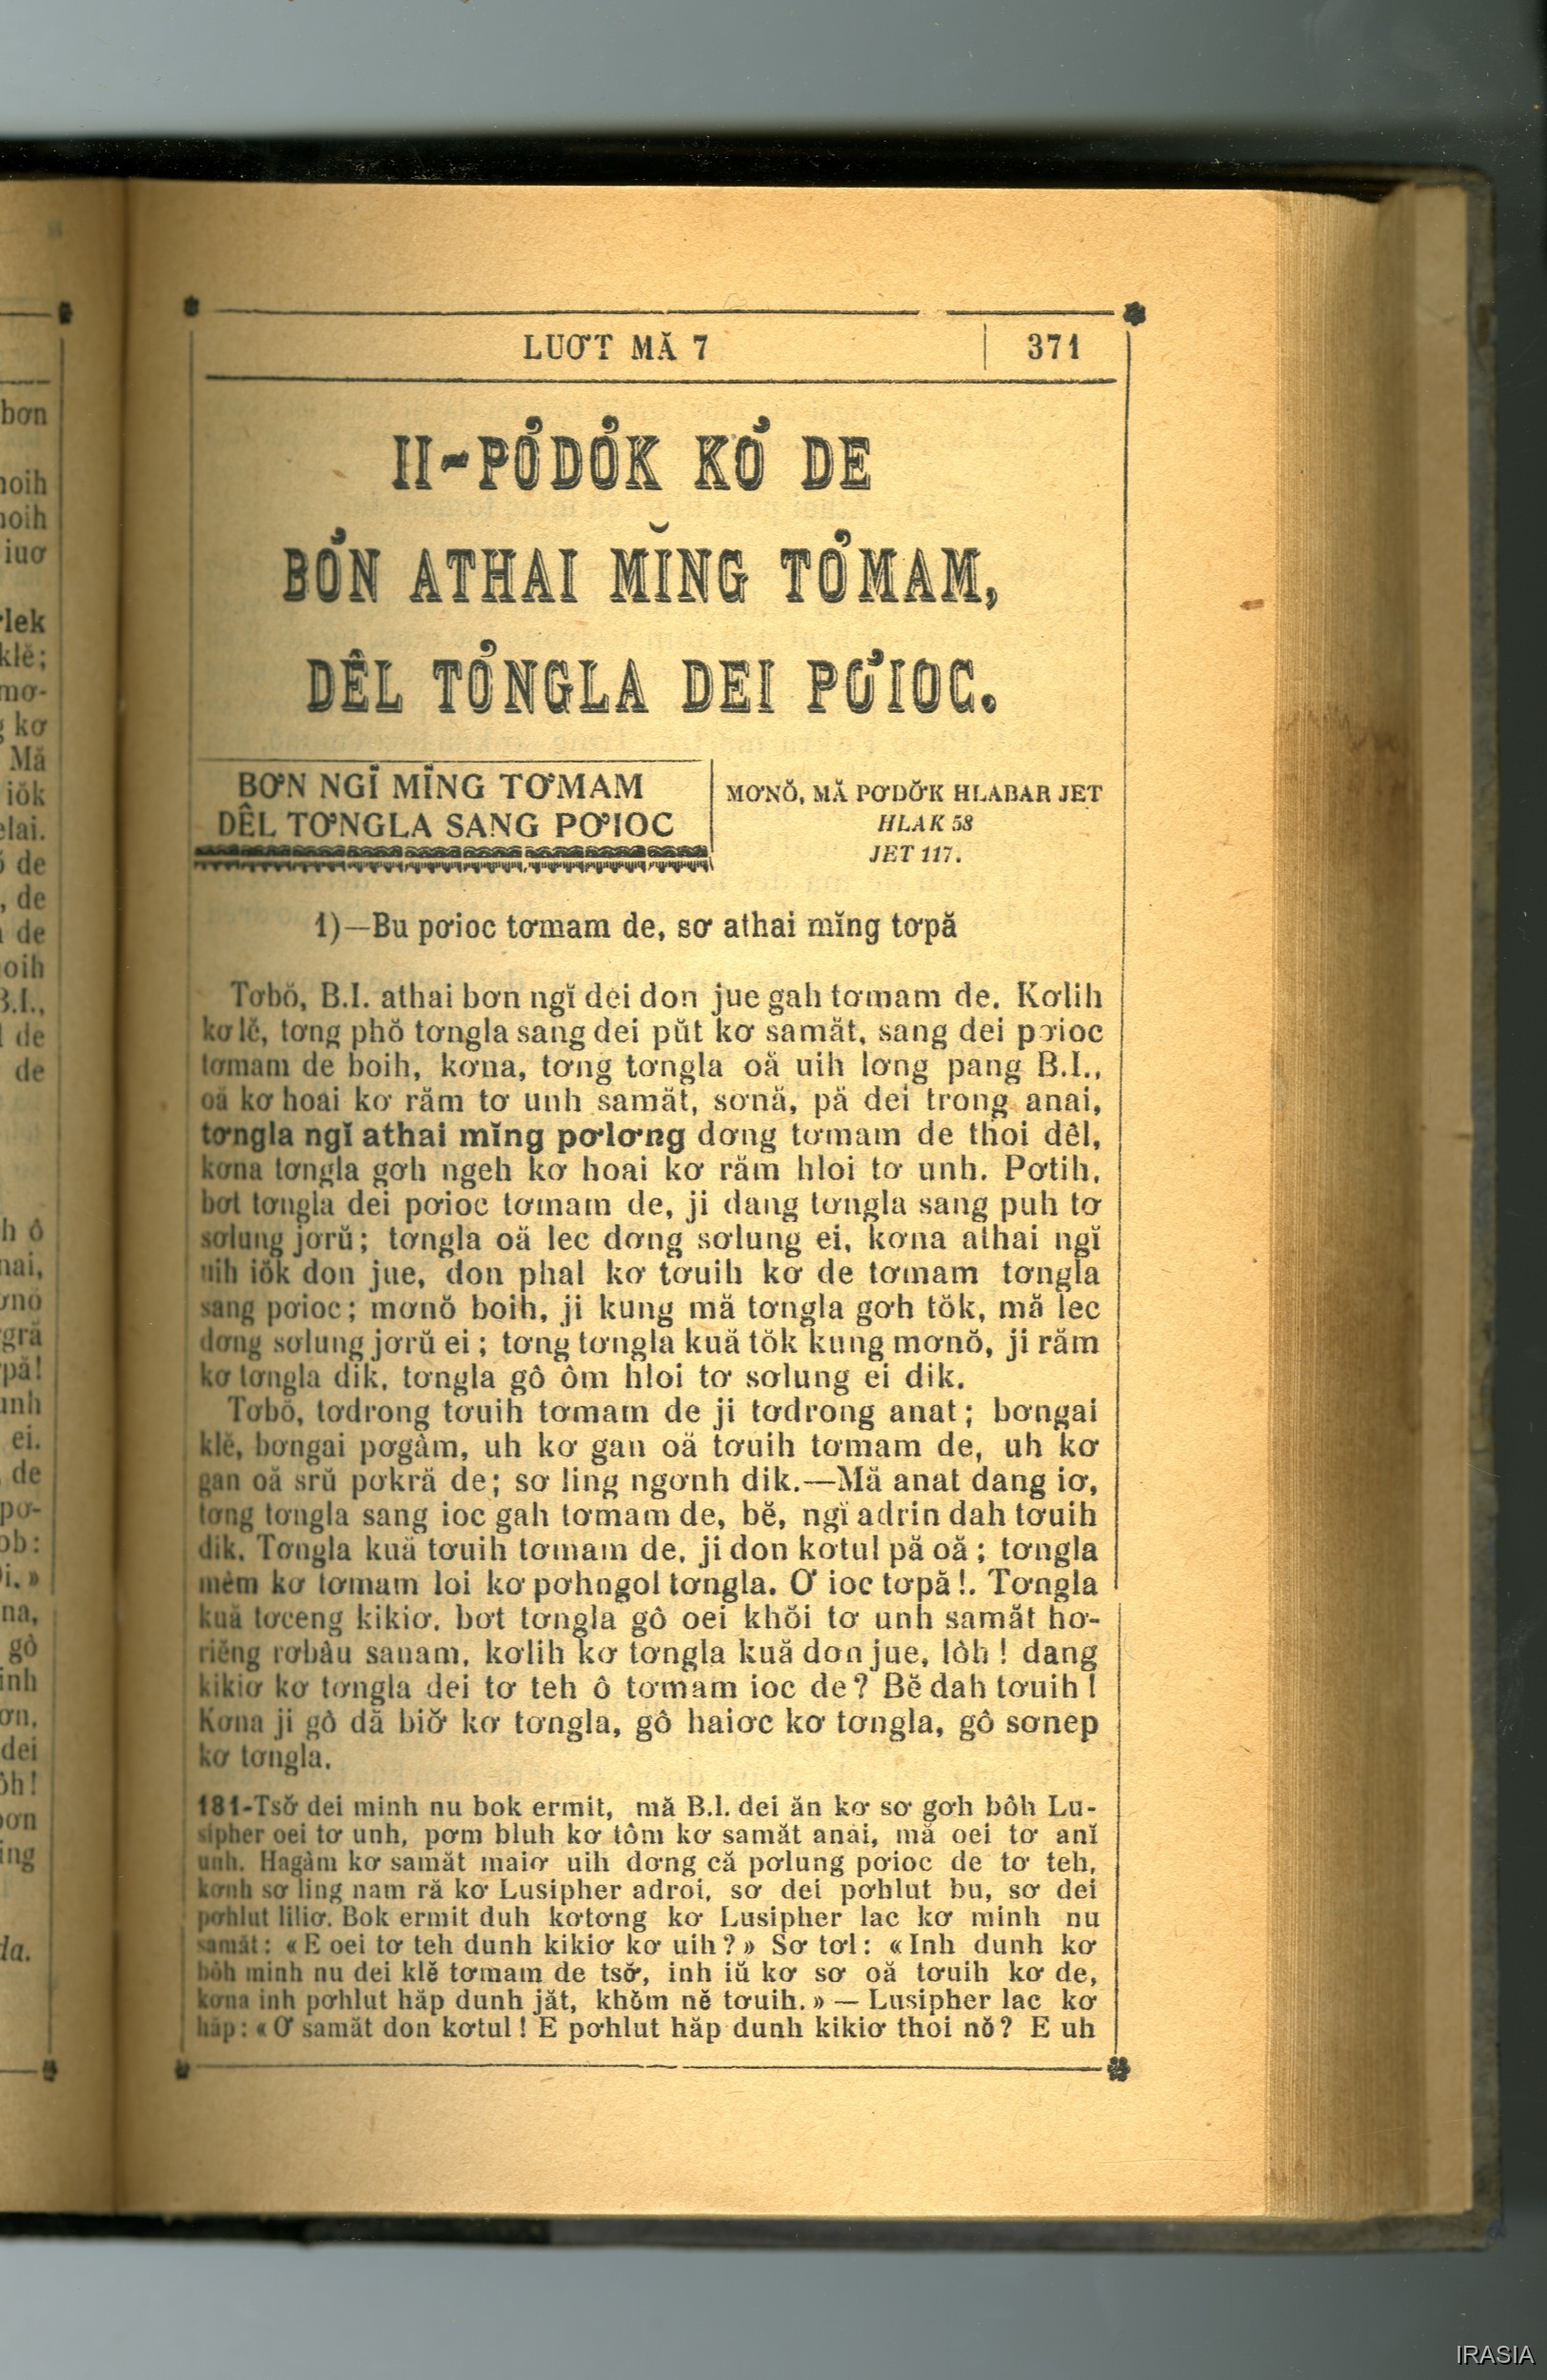 LUƠT MĂ 7 371
II-PƠDƠK KƠ DE
BƠN ATHAI MĬNG TƠMAM,
DÊL TƠNGLA DEI PƠIOC.
BƠN NGĬ MĬNG TƠMAM
DÊL TƠNGLA SANG PƠIOC
MƠNŎ, MĂ PƠDƠ̆K HLABAR JET
HLAK 58
JET 117.
1)—Bu pơioc tơmam de, sơ athai mĭng tơpă
Tơbŏ, B.I. athai bơn ngĭ dei don jue gah tơmam de. Kơlih
kơ lĕ, tơng phŏ tơngla sang dei pŭt kơ samăt, sang dei pơioc
tơmam de boih, kơna, tơng tơngla oă uih lơng pang B.I.,
oă kơ hoai kơ răm tơ unh samăt, sơnă, pă dei trong anai,
tơngla ngĭ athai mĭng pơlơng dơng tơmam de thoi dêl,
kơna tơngla gơh ngeh kơ hoai kơ răm hloi tơ unh. Pơtih,
bơt tơngla dei pơioc tơmam de, ji dang tơngla sang puh tơ
sơlung jơrŭ; tơngla oă lec dơng sơlung ei, kơna athai ngĭ
uih iŏk don jue, don phal kơ tơuih kơ de tơmam tơngla
sang pơioc; mơnŏ boih, ji kung mă tơngla gơh tŏk, mă lec
dơng sơlung jơrŭ ei; tơng tơngla kuă tŏk kung mơnŏ, ji răm
kơ tơngla dik, tơngla gô ôm hloi tơ sơlung ei dik.
Tơbŏ, tơdrong tơuih tơmam de ji tơdrong anat; bơngai
klĕ, bơngai pơgàm, uh kơ gan oă tơuih tơmam de, uh kơ
gan oă srŭ pơkră de; sơ ling ngơnh dik.—Mă anat dang iơ,
tơng tơngla sang ioc gah tơmam de, bĕ, ngĭ adrin dah tơuih
dik. Tơngla kuă tơuih tơmam de, ji don kơtul pă oă; tơngla
mêm kơ tơmam loi kơ pơhngol tơngla. Ơ ioc tơpă!. Tơngla
kuă tơceng kikiơ, bơt tơngla gô oei khŏi tơ unh samăt hơ-
riĕng rơbâu sanam, kơlih kơ tơngla kuă don jue, lôh! dang
kikiơ kơ tơngla dei tơ teh ô tơmam ioc de? Bĕ dah tơuih!
Kơna ji gô dă biơ̆ kơ tơngla, gô haiơc kơ tơngla, gô sơnep
kơ tơngla.
181-Tsơ̆ dei minh nu bok ermit, mă B.I. dei ăn kơ sơ gơh bôh Lu-
sipher oei tơ unh, pơm bluh kơ tôm kơ samăt anai, mă oei tơ anĭ
unh. Hagàm kơ samăt maiơ uih dơng că pơlung pơioc de tơ teh,
kơnh sơ ling nam ră kơ Lusipher adroi, sơ dei pơhlut bu, sơ dei
pơhlut liliơ. Bok ermit duh kơtơng kơ Lusipher lac kơ minh nu
samăt: «E oei tơ teh dunh kikiơ kơ uih?» Sơ tơl: «Inh dunh kơ
bôh minh nu dei klĕ tơmam de tsơ̆, inh iŭ kơ sơ oă tơuih kơ de,
kơna inh pơhlut hăp dunh jăt, khŏm nĕ tơuih.» — Lusipher lac kơ
hăp: «Ơ samăt don kơtul! E pơhlut hăp dunh kikiơ thoi nŏ? E uh
IRASIA